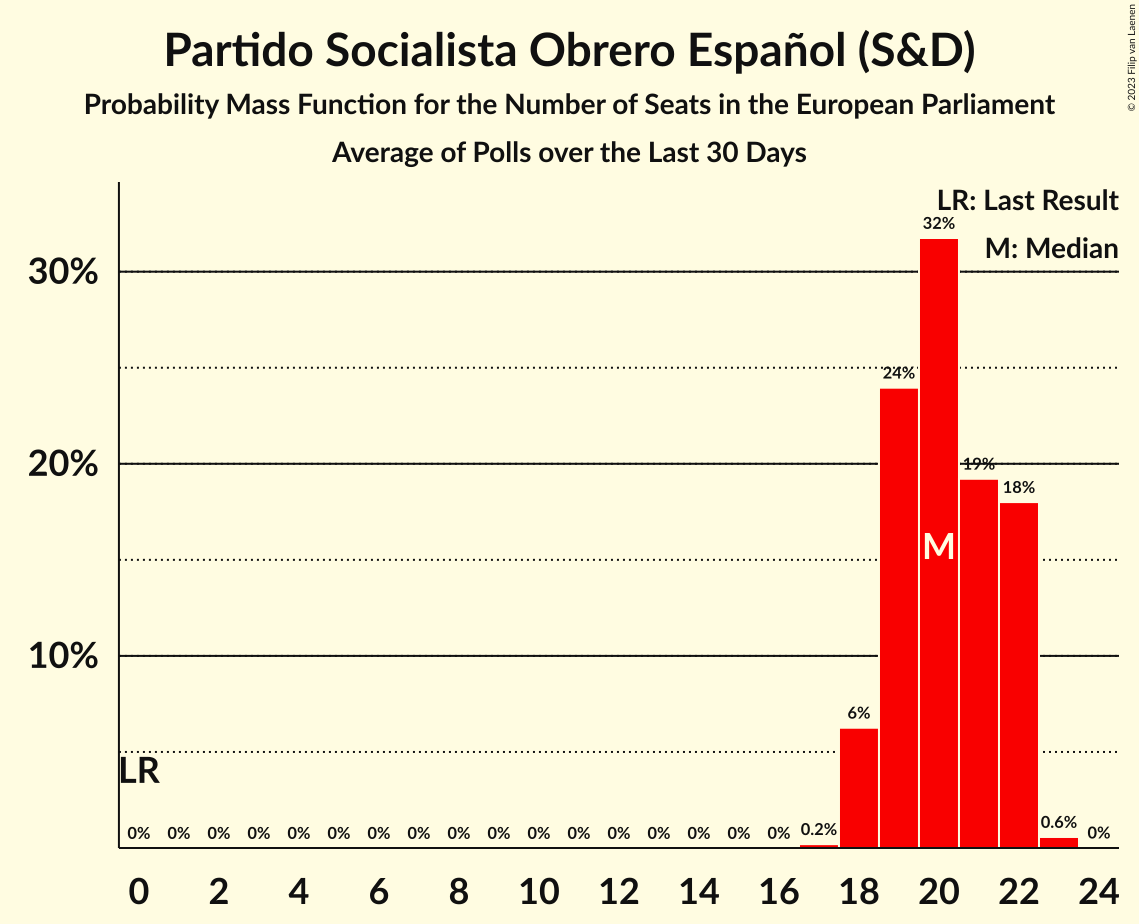 Partido Socialista Obrero Español (S&D)
Probability Mass Function for the Number of Seats in the European Parliament
Average of Polls over the Last 30 Days
© 2023 Filip van Laenen
LR: Last Result
M: Median
32%
30%
24%
20%
19%
18%
M
10%
6%
LR
0% 0% 0% 0% 0% 0% 0% 0% 0% 0% 0% 0% 0% 0% 0% 0% 0% 0.2% 0.6% 0%
0 2 4 6 8 10 12 14 16 18 20 22 24